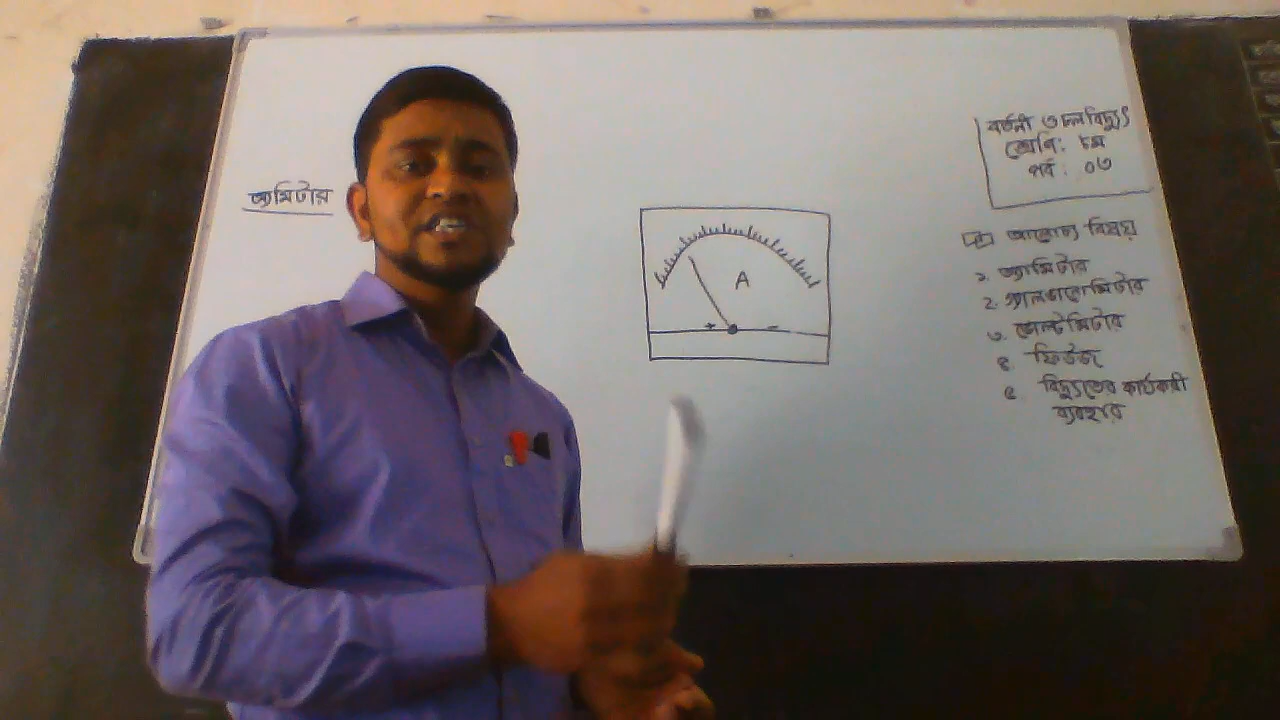 অ্যামিটার
বর্তনী ও চলবিদ্যুৎ
শ্রেণি: ৮ম
পর্ব: ০৩
A
+ −
আলোচ্য বিষয়
১. অ্যামিটার
২. গ্যালভানোমিটার
৩. ভোল্টমিটার
৪. ফিউজ
৫. বিদ্যুতের কার্যকরী
ব্যবহার